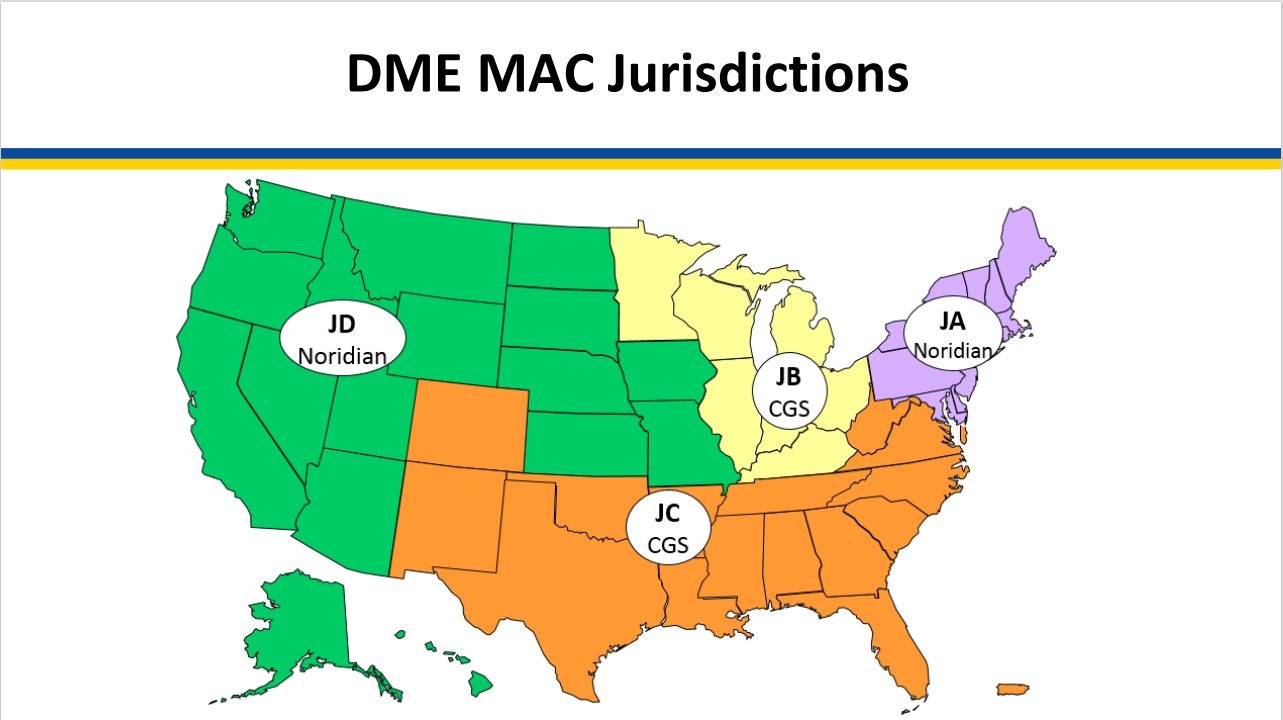 DME MAC Jurisdictions
JD
Noridian
JA
Noridian
JB
CGS
JC
CGS